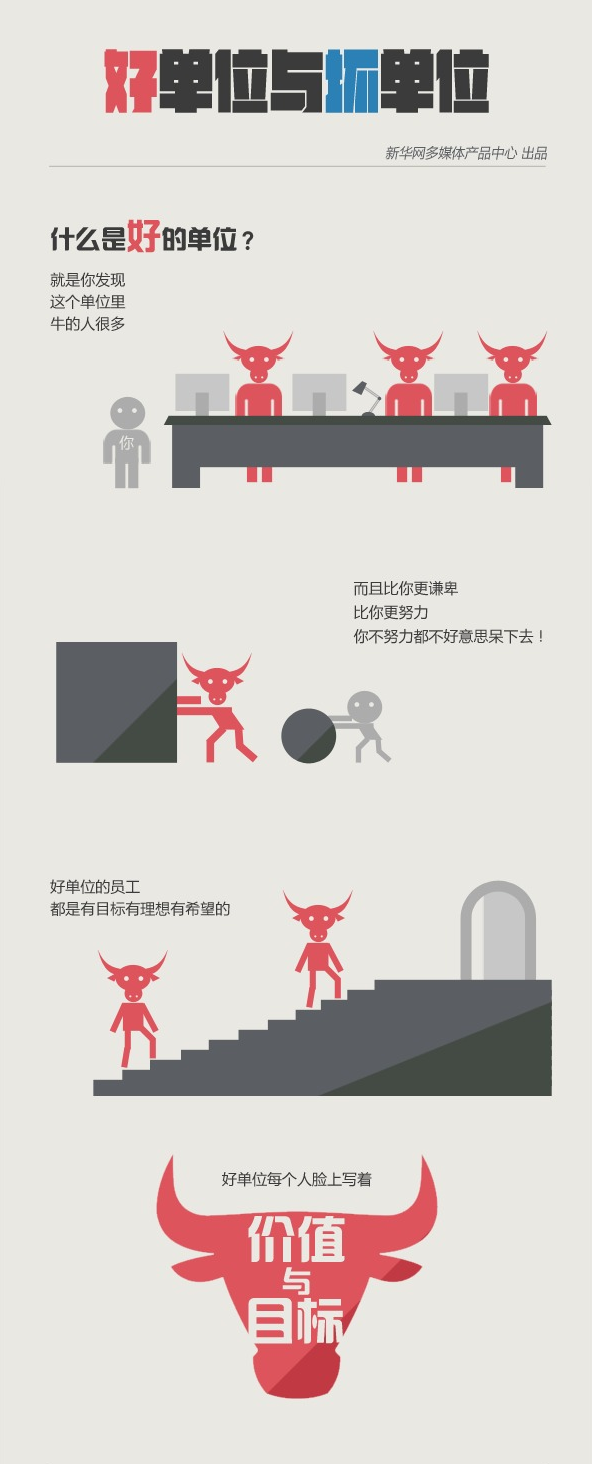 好单位与坏单位
新华网多媒体产品中心 出品
什么是好的单位？
就是你发现
这个单位里
牛的人很多
你
而且比你更谦卑
比你更努力
你不努力都不好意思呆下去！
好单位的员工
都是有目标有理想有希望的
好单位每个人脸上写着
价值
与
目标